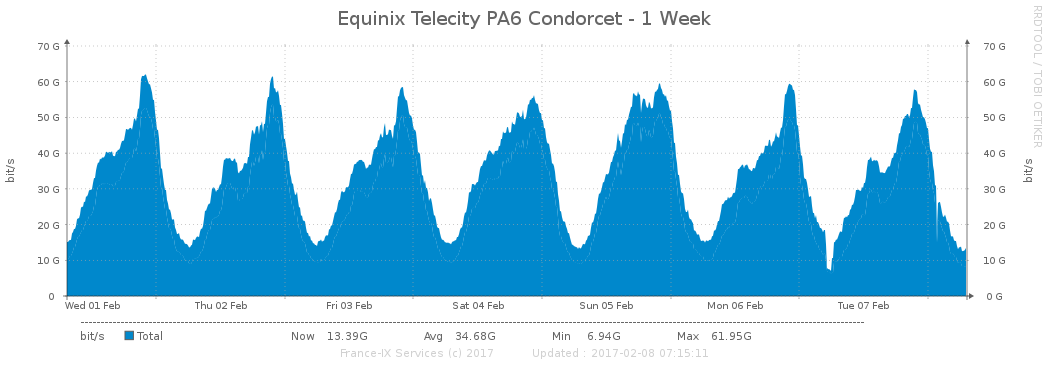 Equinix Telecity PA6 Condorcet - 1 Week
RRDTOOL / TOBI OETIKER
70 G 70 G
60 G 60 G
50 G 50 G
40 G 40 G
30 G 30 G
20 G 20 G
10 G 10 G
0 0 G
bit/s bit/s
Wed 01 Feb Thu 02 Feb Fri 03 Feb Sat 04 Feb Sun 05 Feb Mon 06 Feb Tue 07 Feb
bit/s Total Now 13.39G Avg 34.68G Min 6.94G Max 61.95G
France-IX Services (c) 2017 Updated : 2017-02-08 07:15:11